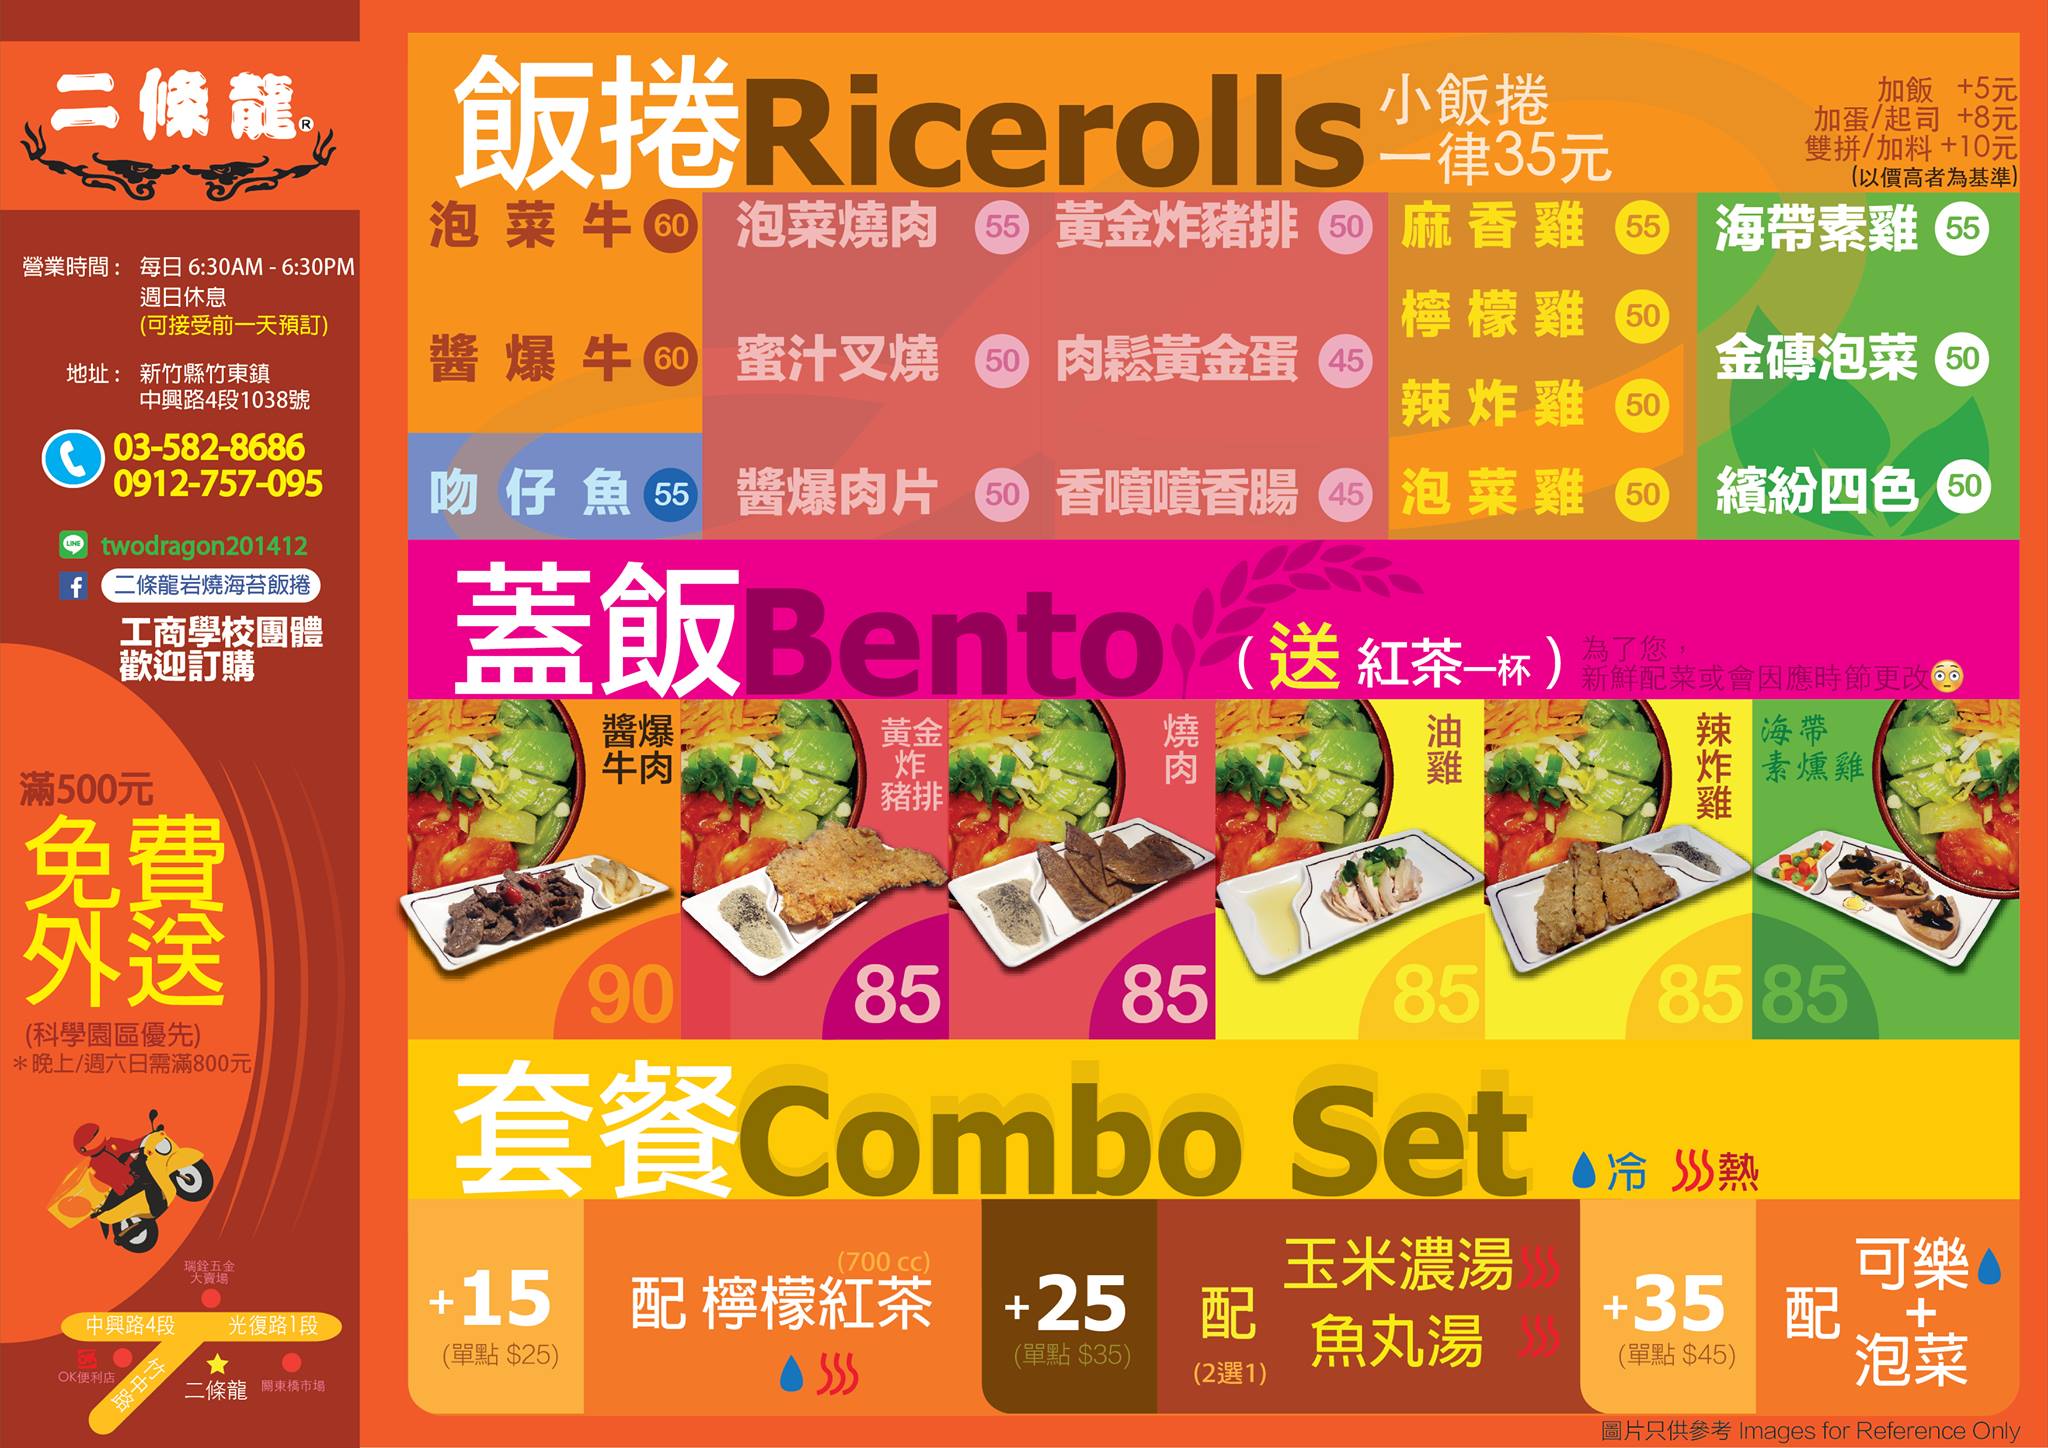 二條龍®
營業時間： 每日 6:30AM - 6:30PM
週日休息
(可接受前一天預訂)
地址： 新竹縣竹東鎮
中興路4段1038號
03-582-8686
0912-757-095
LINE twodragon201412
f 二條龍岩燒海苔飯捲
工商學校團體
歡迎訂購
滿500元
免費
外送
(科學園區優先)
＊晚上/週六日需滿800元
瑞銓五金
大賣場
中興路4段 光復路1段
OK
OK便利店
竹中路
二條龍
關東橋市場
飯捲Ricerolls
小飯捲
一律35元
加飯 +5元
加蛋/起司 +8元
雙拼/加料 +10元
(以價高者為基準)
泡菜牛 60
醬爆牛 60
吻仔魚 55
泡菜燒肉 55
蜜汁叉燒 50
醬爆肉片 50
黃金炸豬排 50
肉鬆黃金蛋 45
香噴噴香腸 45
麻香雞 55
檸檬雞 50
辣炸雞 50
泡菜雞 50
海帶素雞 55
金磚泡菜 50
繽紛四色 50
蓋飯Bento
（送 紅茶一杯）
為了您，
新鮮配菜或會因應時節更改
醬爆
牛肉
90
黃金
炸
豬排
85
燒肉
85
油雞
85
辣炸雞
85
海帶
素燻雞
85
套餐Combo Set
冷 熱
+15
(單點 $25)
(700 cc)
配 檸檬紅茶
+25
(單點 $35)
配
(2選1)
玉米濃湯
魚丸湯
+35
(單點 $45)
配
可樂
+
泡菜
圖片只供參考 Images for Reference Only